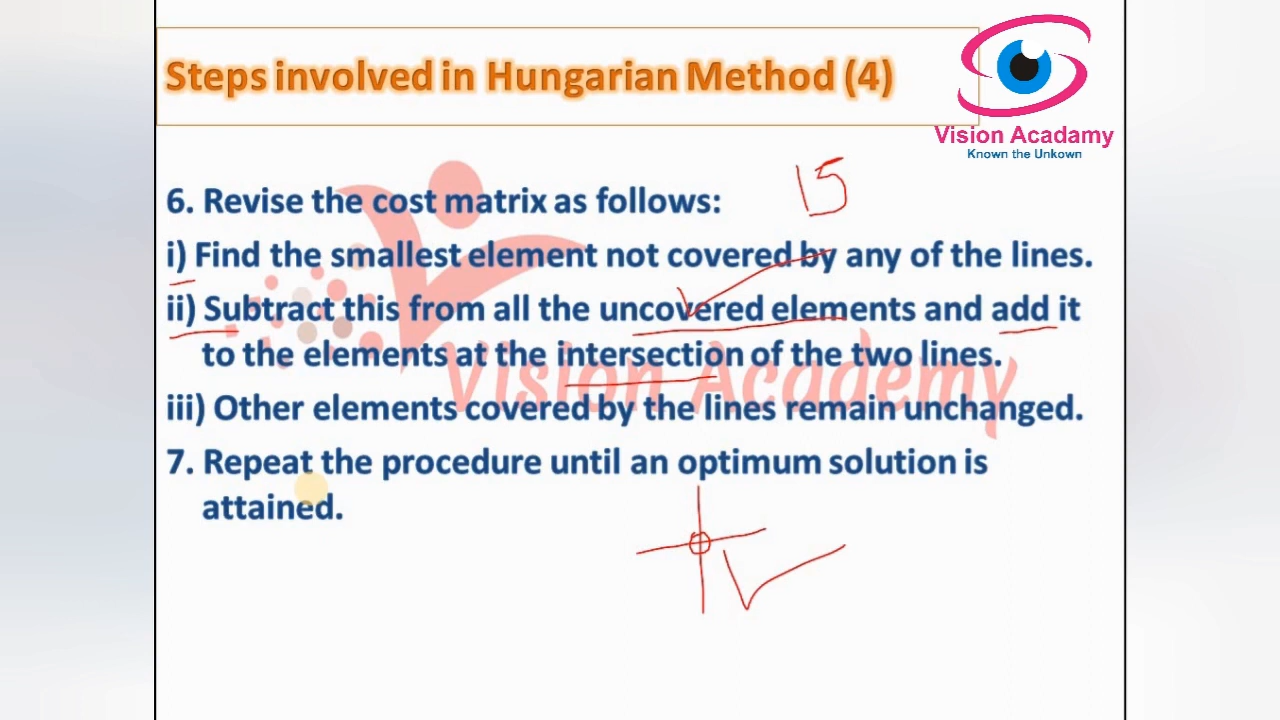 Steps involved in Hungarian Method (4)
Vision Acadamy
Known the Unkown
15
6. Revise the cost matrix as follows:
i) Find the smallest element not covered by any of the lines.
ii) Subtract this from all the uncovered elements and add it
to the elements at the intersection of the two lines.
Vision Academy
iii) Other elements covered by the lines remain unchanged.
7. Repeat the procedure until an optimum solution is
attained.